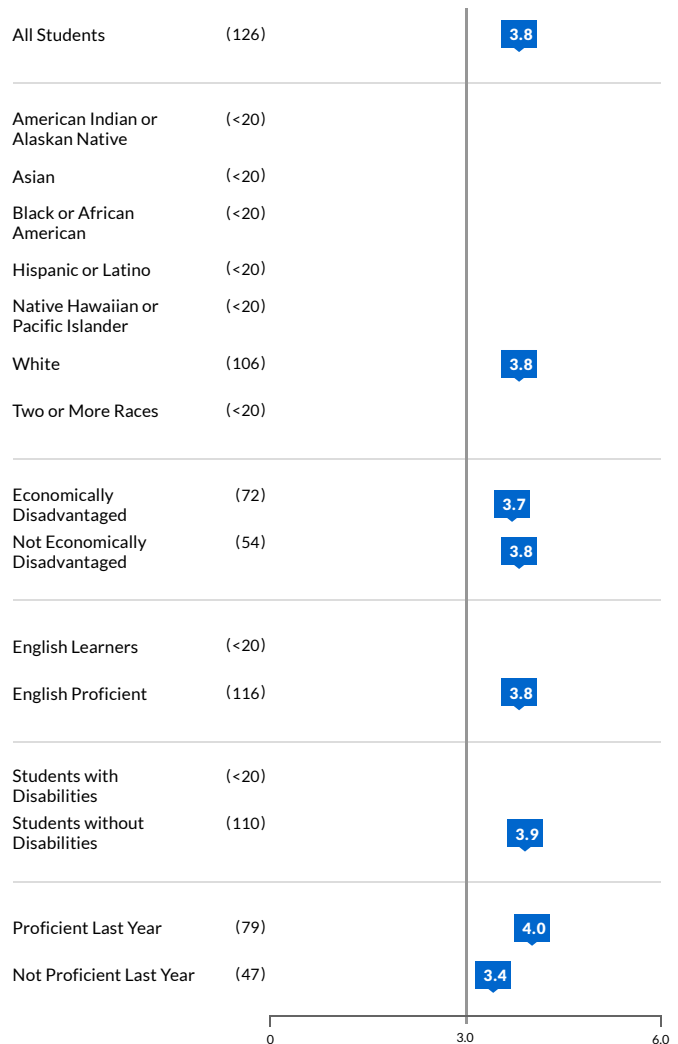 All Students (126) 3.8
American Indian or (<20)
Alaskan Native
Asian (<20)
Black or African (<20)
American
Hispanic or Latino (<20)
Native Hawaiian or (<20)
Pacific Islander
White (106) 3.8
Two or More Races (<20)
Economically (72) 3.7
Disadvantaged
Not Economically (54) 3.8
Disadvantaged
English Learners (<20)
English Proficient (116) 3.8
Students with (<20)
Disabilities
Students without (110) 3.9
Disabilities
Proficient Last Year (79) 4.0
Not Proficient Last Year (47) 3.4
0 3.0 6.0